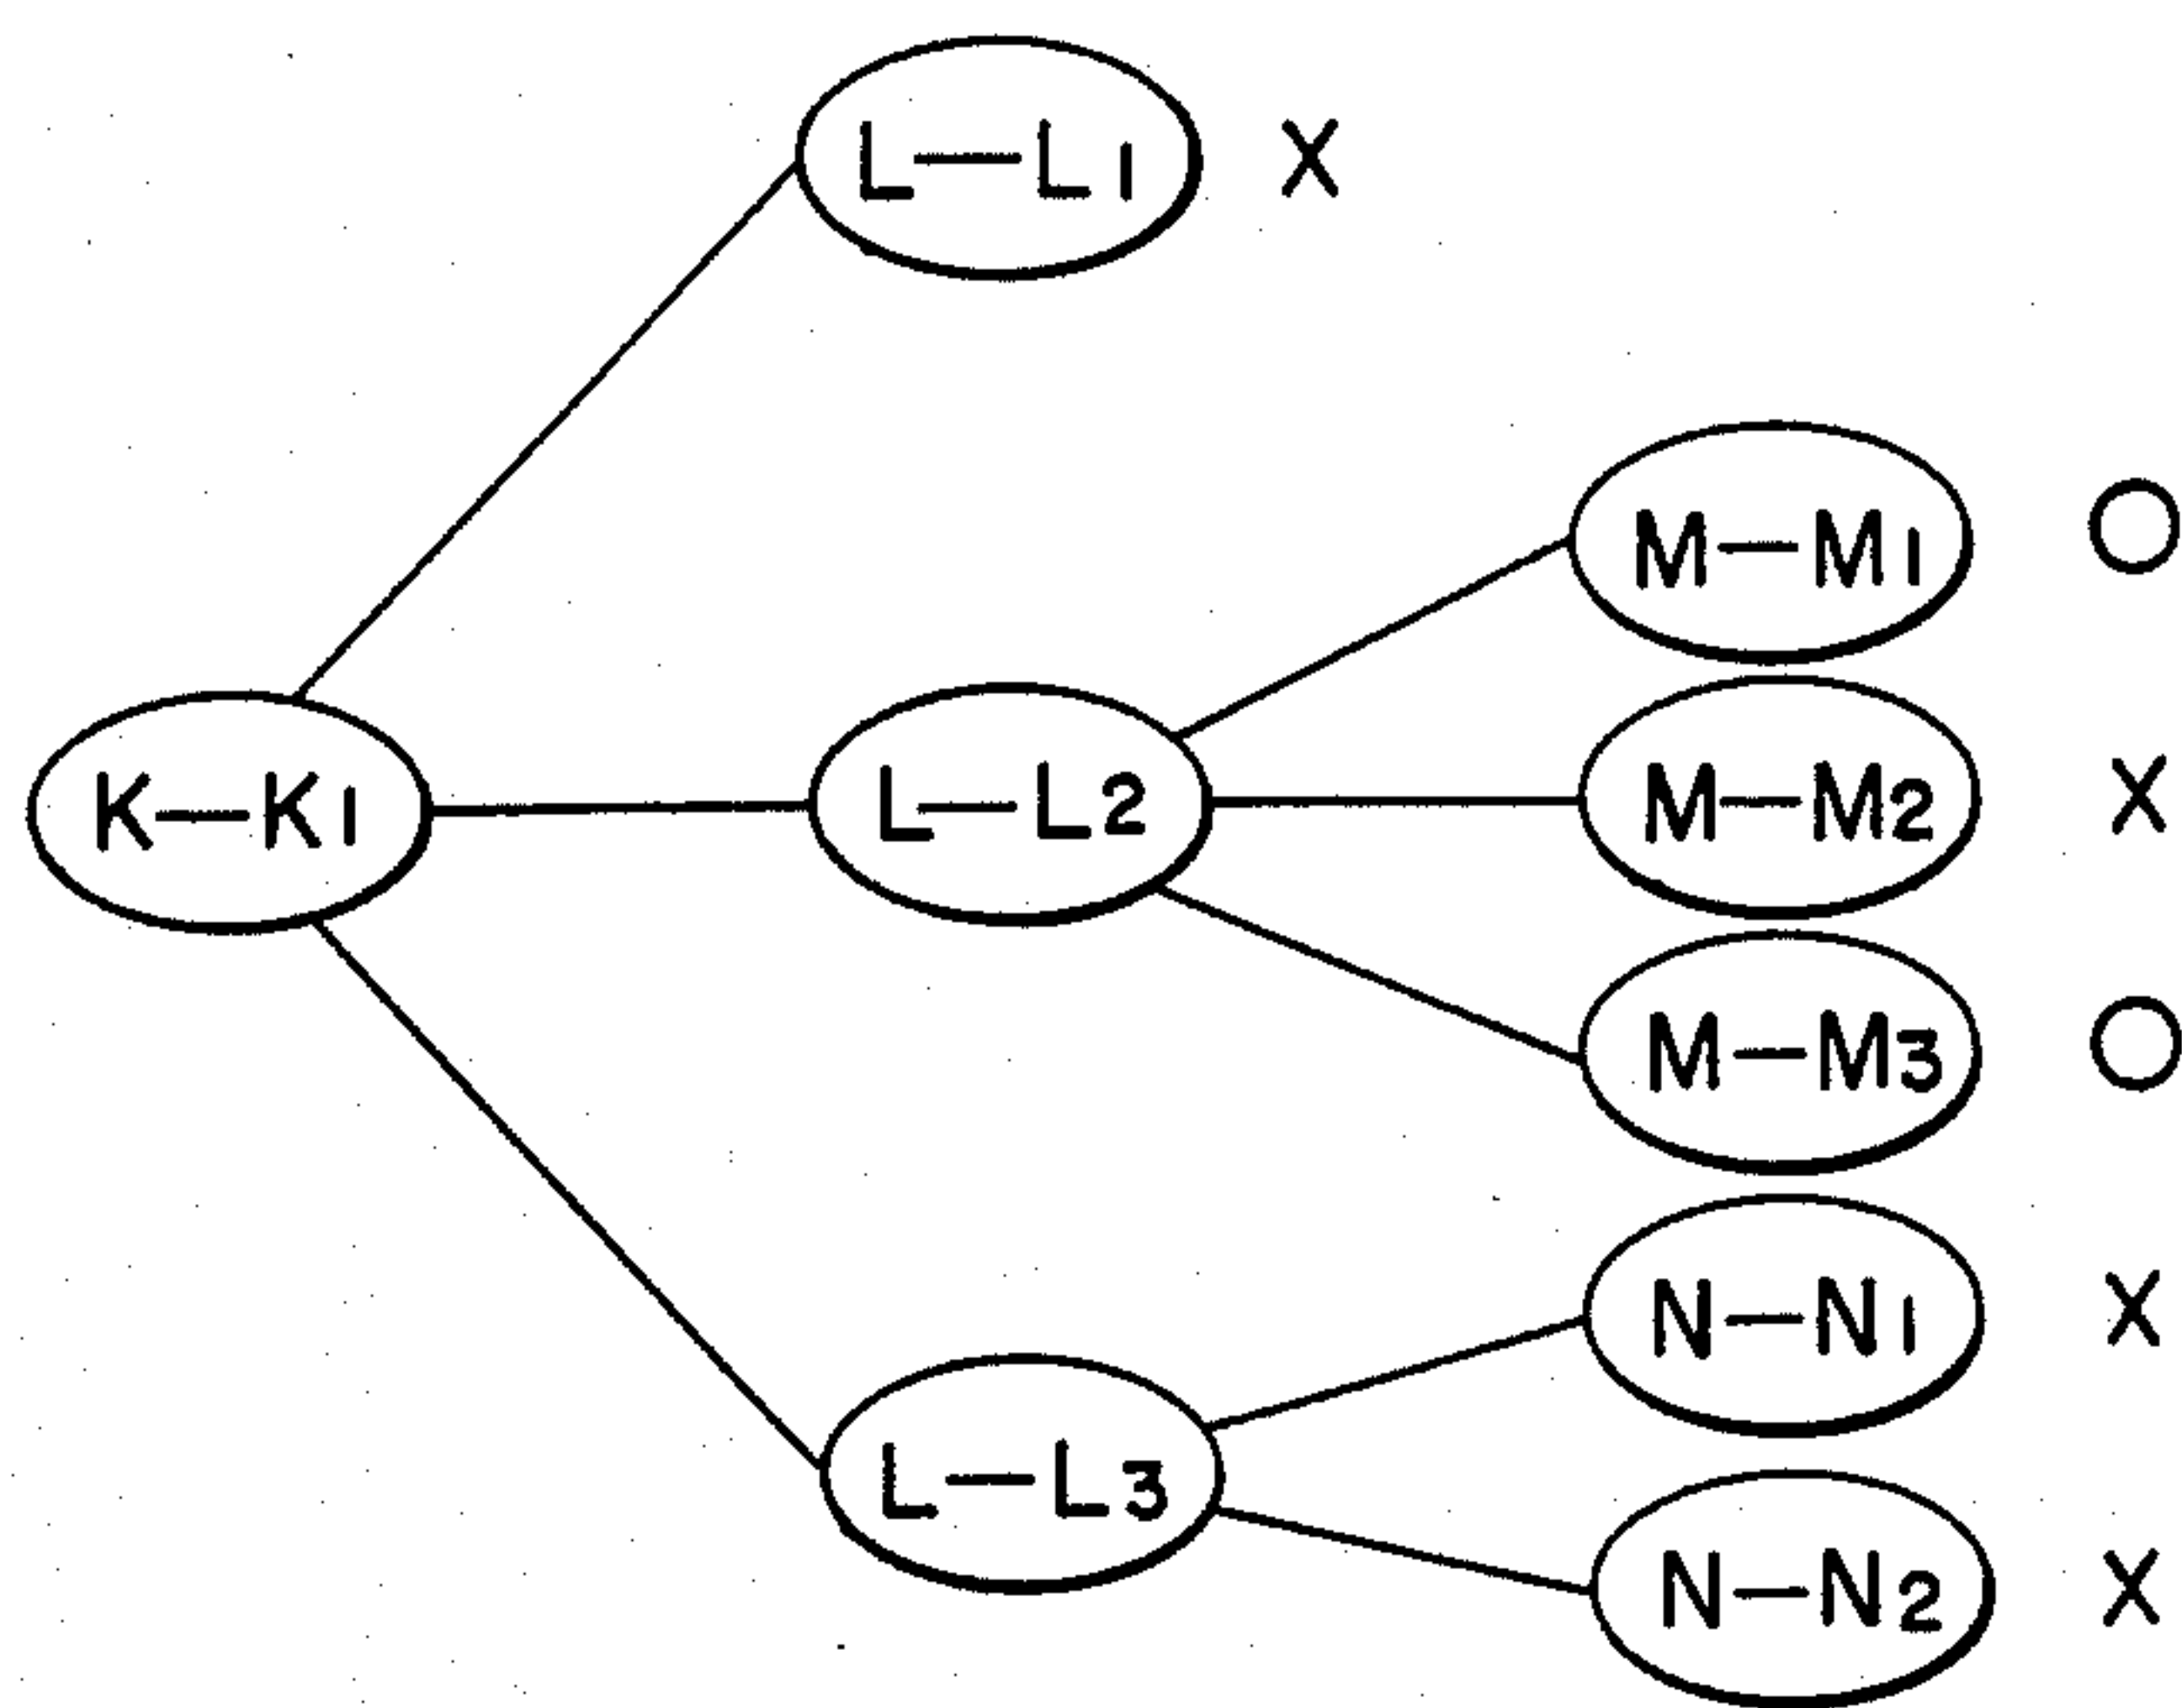 L—L1 X
M—M1 O
K—K1
L—L2
M—M2 X
M—M3 O
N—N1 X
L—L3
N—N2 X